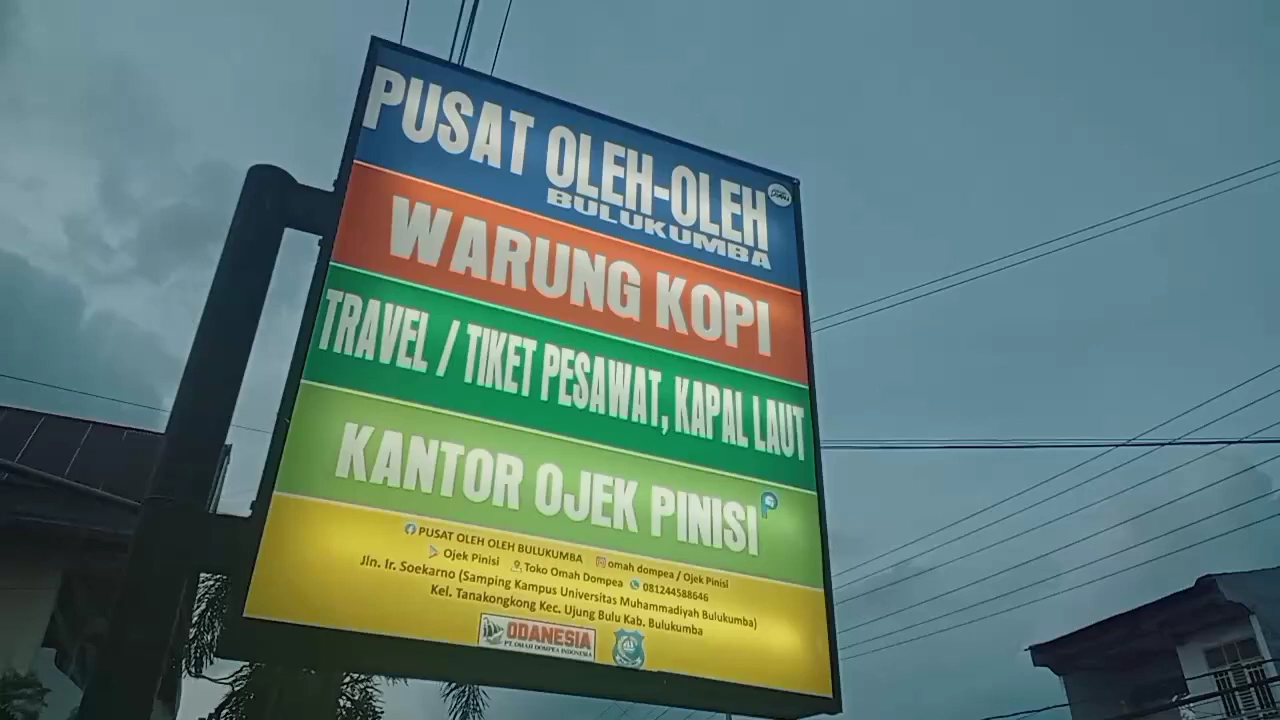 PUSAT OLEH-OLEH
BULUKUMBA
WARUNG KOPI
TRAVEL / TIKET PESAWAT, KAPAL LAUT
KANTOR OJEK PINISI
PUSAT OLEH OLEH BULUKUMBA omah dompea / Ojek Pinisi
Ojek Pinisi Toko Omah Dompea 081244588646
Jln. Ir. Soekarno (Samping Kampus Universitas Muhammadiyah Bulukumba)
Kel. Tanakongkong Kec. Ujung Bulu Kab. Bulukumba
ODANESIA
PT. OMAH DOMPEA INDONESIA